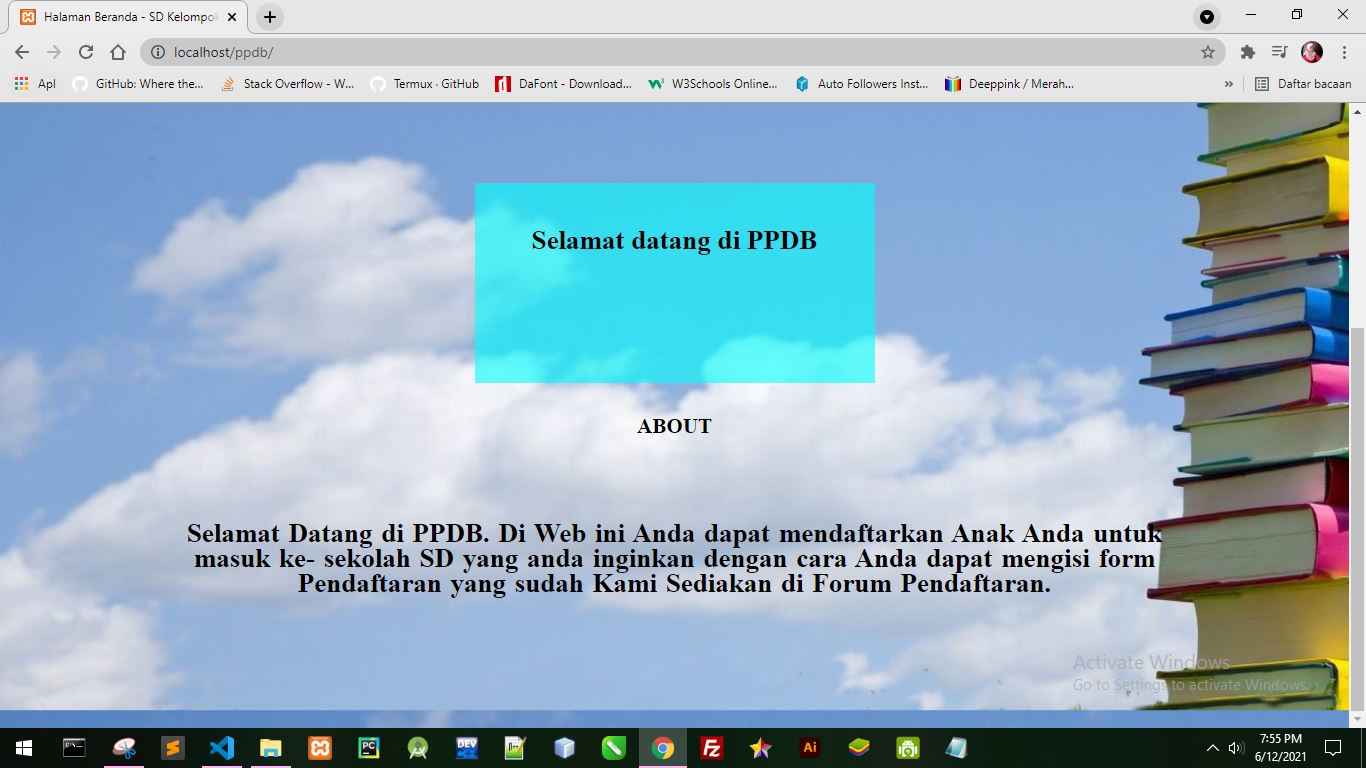 Halaman Beranda - SD Kelompok
localhost/ppdb/
Apl
GitHub: Where the...
Stack Overflow - W...
Termux · GitHub
DaFont - Download...
W3Schools Online...
Auto Followers Inst...
Deeppink / Merah...
»
Daftar bacaan
Selamat datang di PPDB
ABOUT
Selamat Datang di PPDB. Di Web ini Anda dapat mendaftarkan Anak Anda untuk
masuk ke- sekolah SD yang anda inginkan dengan cara Anda dapat mengisi form
Pendaftaran yang sudah Kami Sediakan di Forum Pendaftaran.
Activate Windows
Go to Settings to activate Windows.
PC
DEV
Fz
Ai
7:55 PM
6/12/2021